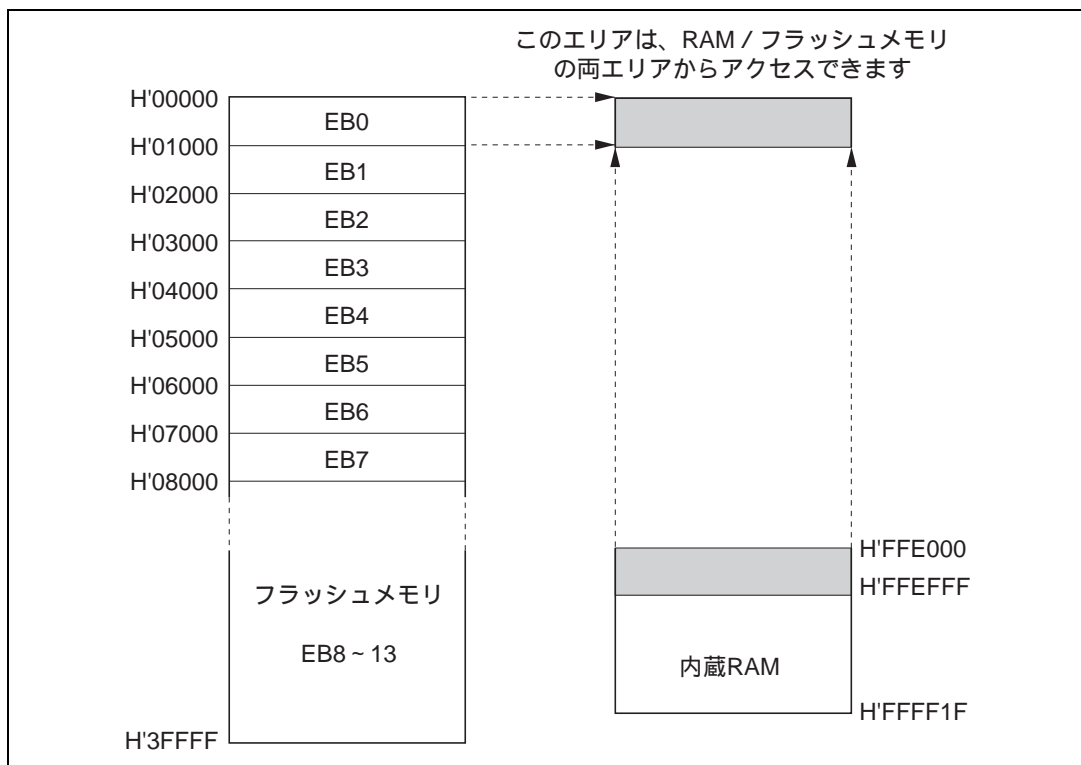 このエリアは、RAM / フラッシュメモリ
の両エリアからアクセスできます
H'00000
EB0
H'01000
EB1
H'02000
EB2
H'03000
EB3
H'04000
EB4
H'05000
EB5
H'06000
EB6
H'07000
EB7
H'08000
フラッシュメモリ
EB8 ~ 13
H'3FFFF
H'FFE000
H'FFEFFF
内蔵RAM
H'FFFF1F